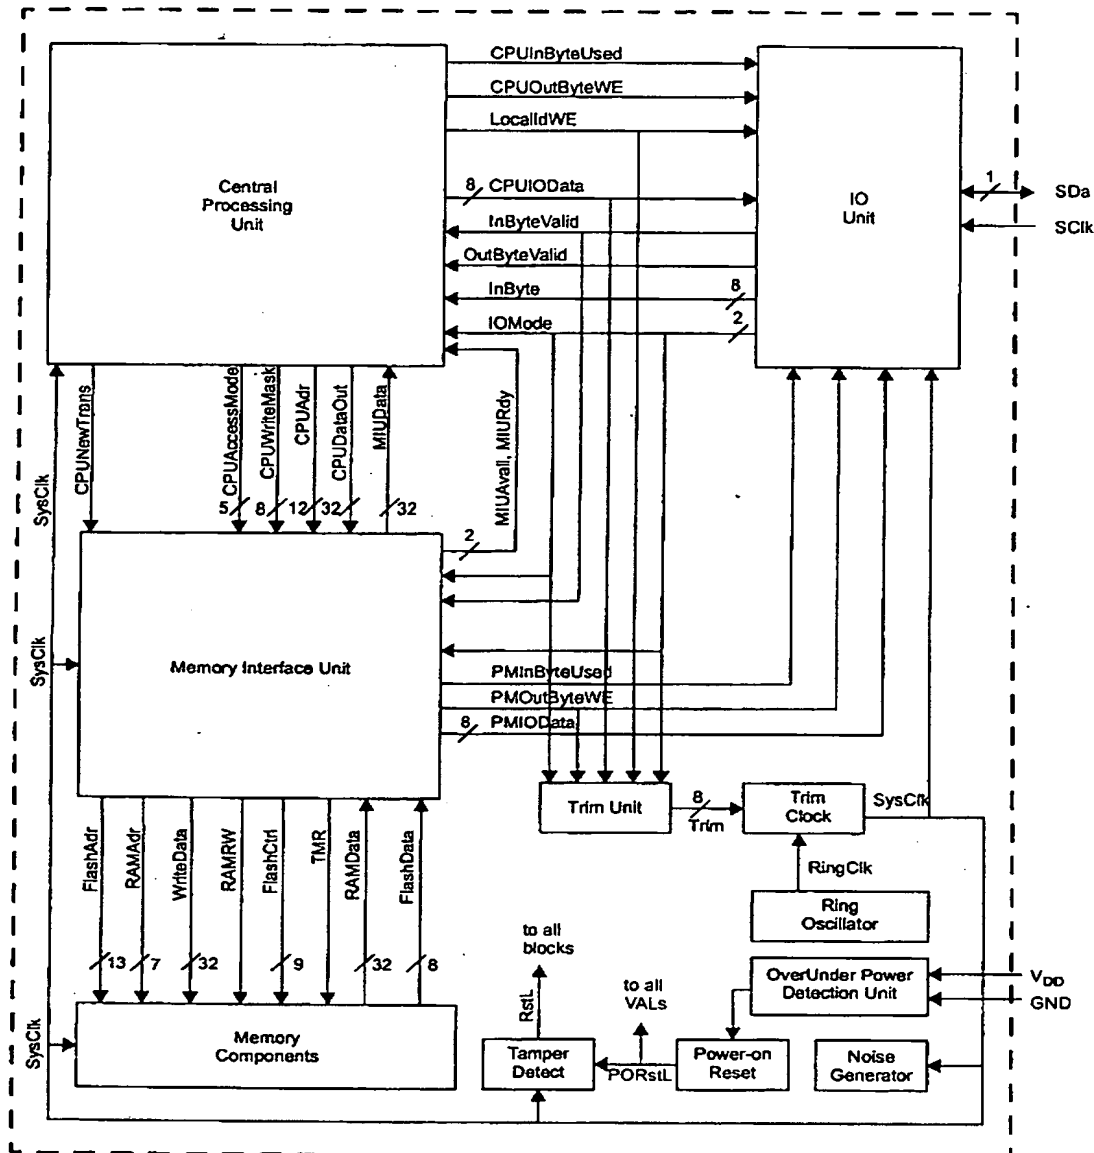 CPUInByteUsed
CPUOutByteWE
LocalIdWE
8 CPUIOData
InByteValid
OutByteValid
InByte
8
IOMode
2
Central
Processing
Unit
IO
Unit
1
SDa
SClk
SysClk
CPUNewTrans
CPUAccessMode
CPUWriteMask
CPUAdr
CPUDataOut
MIUData
MIUAvail, MIURdy
5
8
12
32
32
2
SysClk
Memory Interface Unit
PMInByteUsed
PMOutByteWE
8 PMIOData
Trim Unit
8
Trim
Trim
Clock
SysClk
RingClk
Ring
Oscillator
FlashAdr
RAMAdr
WriteData
RAMRW
FlashCtrl
TMR
RAMData
FlashData
13
7
32
9
32
8
to all
blocks
to all
VALs
RstL
OverUnder Power
Detection Unit
VDD
GND
SysClk
Memory
Components
Tamper
Detect
PORstL
Power-on
Reset
Noise
Generator